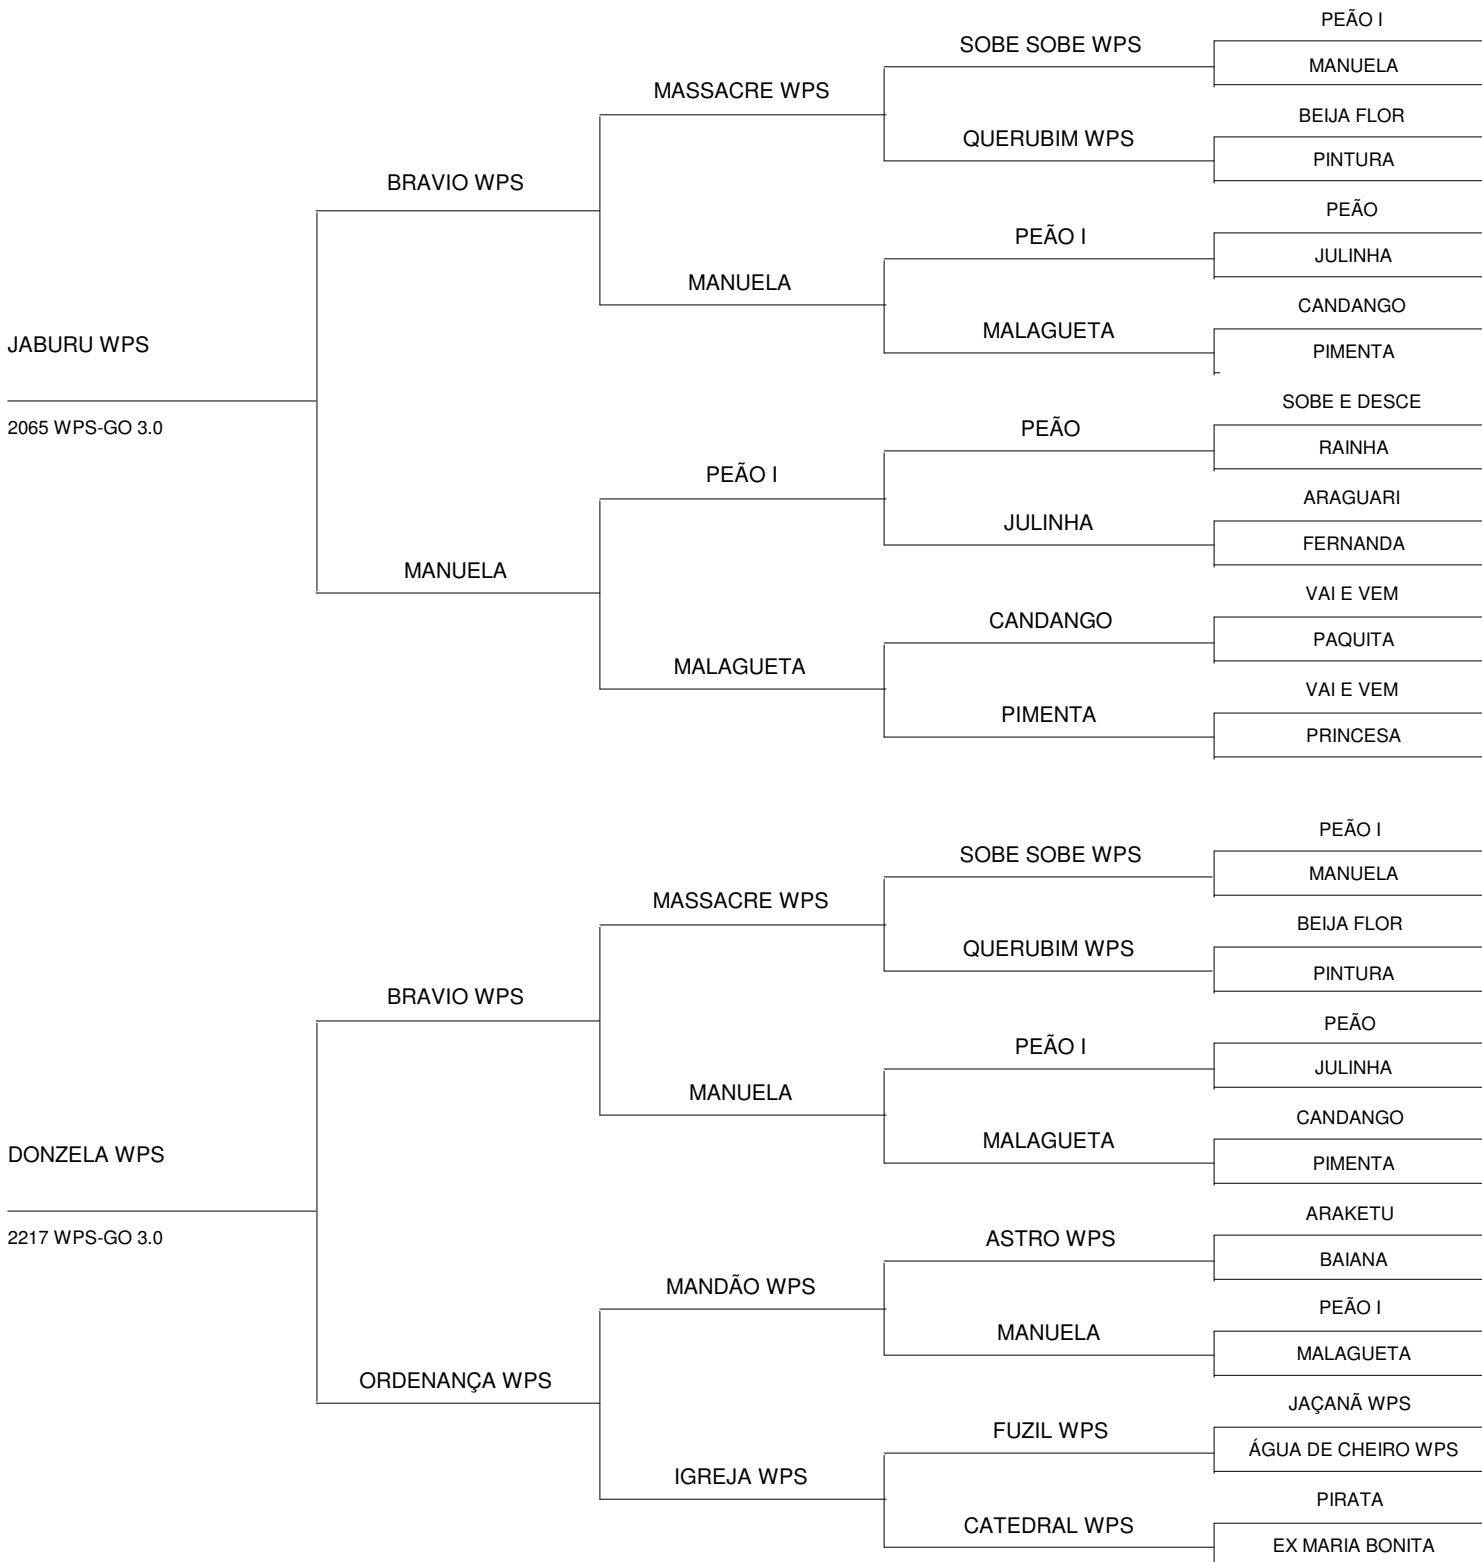 PEÃO I
SOBE SOBE WPS
MANUELA
MASSACRE WPS
BEIJA FLOR
QUERUBIM WPS
PINTURA
BRAVIO WPS
PEÃO
PEÃO I
JULINHA
MANUELA
CANDANGO
MALAGUETA
PIMENTA
JABURU WPS
2065 WPS-GO 3.0
SOBE E DESCE
PEÃO
RAINHA
PEÃO I
ARAGUARI
JULINHA
FERNANDA
MANUELA
VAI E VEM
CANDANGO
PAQUITA
MALAGUETA
VAI E VEM
PIMENTA
PRINCESA
PEÃO I
SOBE SOBE WPS
MANUELA
MASSACRE WPS
BEIJA FLOR
QUERUBIM WPS
PINTURA
BRAVIO WPS
PEÃO
PEÃO I
JULINHA
MANUELA
CANDANGO
MALAGUETA
PIMENTA
DONZELA WPS
2217 WPS-GO 3.0
ARAKETU
ASTRO WPS
BAIANA
MANDÃO WPS
PEÃO I
MANUELA
MALAGUETA
ORDENANÇA WPS
JAÇANÃ WPS
FUZIL WPS
ÁGUA DE CHEIRO WPS
IGREJA WPS
PIRATA
CATEDRAL WPS
EX MARIA BONITA